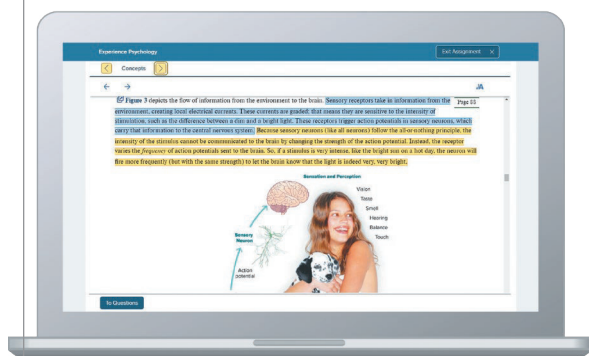 Experience Psychology
Exit Assignment X
Concepts
Figure 3 depicts the flow of information from the environment to the brain. Sensory receptors take in information from the
Page 83
environment, creating local electrical currents. These currents are graded; that means they are sensitive to the intensity of
stimulation, such as the difference between a dim and a bright light. These receptors trigger action potentials in sensory neurons, which
carry that information to the central nervous system. Because sensory neurons (like all neurons) follow the all-or-nothing principle, the
intensity of the stimulus cannot be communicated to the brain by changing the strength of the action potential. Instead, the receptor
varies the frequency of action potentials sent to the brain. So, if a stimulus is very intense, like the bright sun on a hot day, the neuron will
fire more frequently (but with the same strength) to let the brain know that the light is indeed very, very bright.
Sensation and Perception
Vision
Taste
Smell
Hearing
Balance
Touch
Sensory
Neuron
Action
potential
To Questions